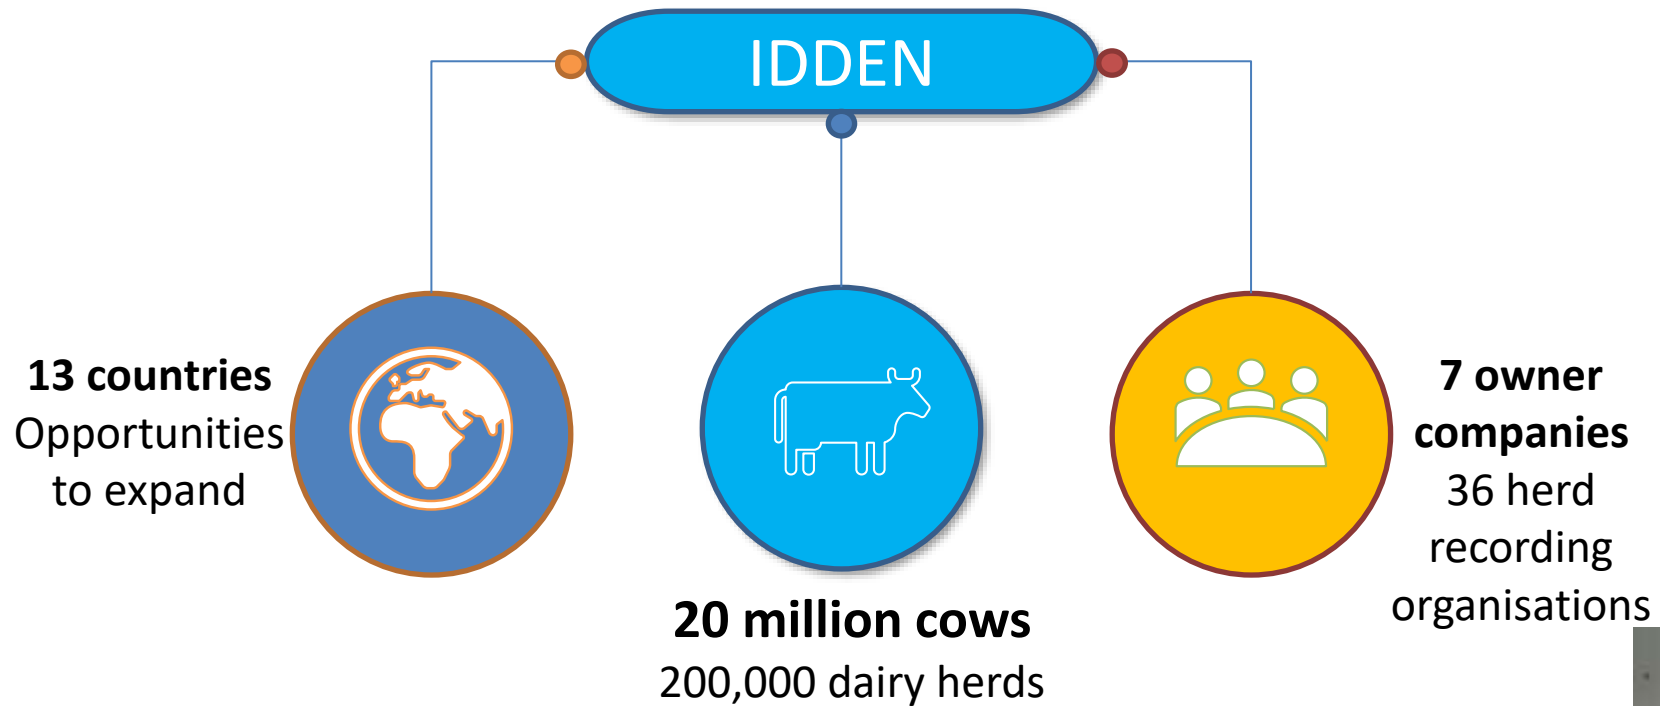 IDDEN
13 countries
Opportunities
to expand
20 million cows
200,000 dairy herds
7 owner
companies
36 herd
recording
organisations